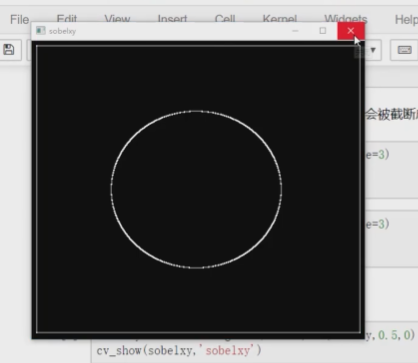 File Edit View Insert Cell Kernel Widgets Help
sobelxy
会被截断
e=3)
e=3)
y,0.5,0)
cv_show(sobelxy,'sobelxy')